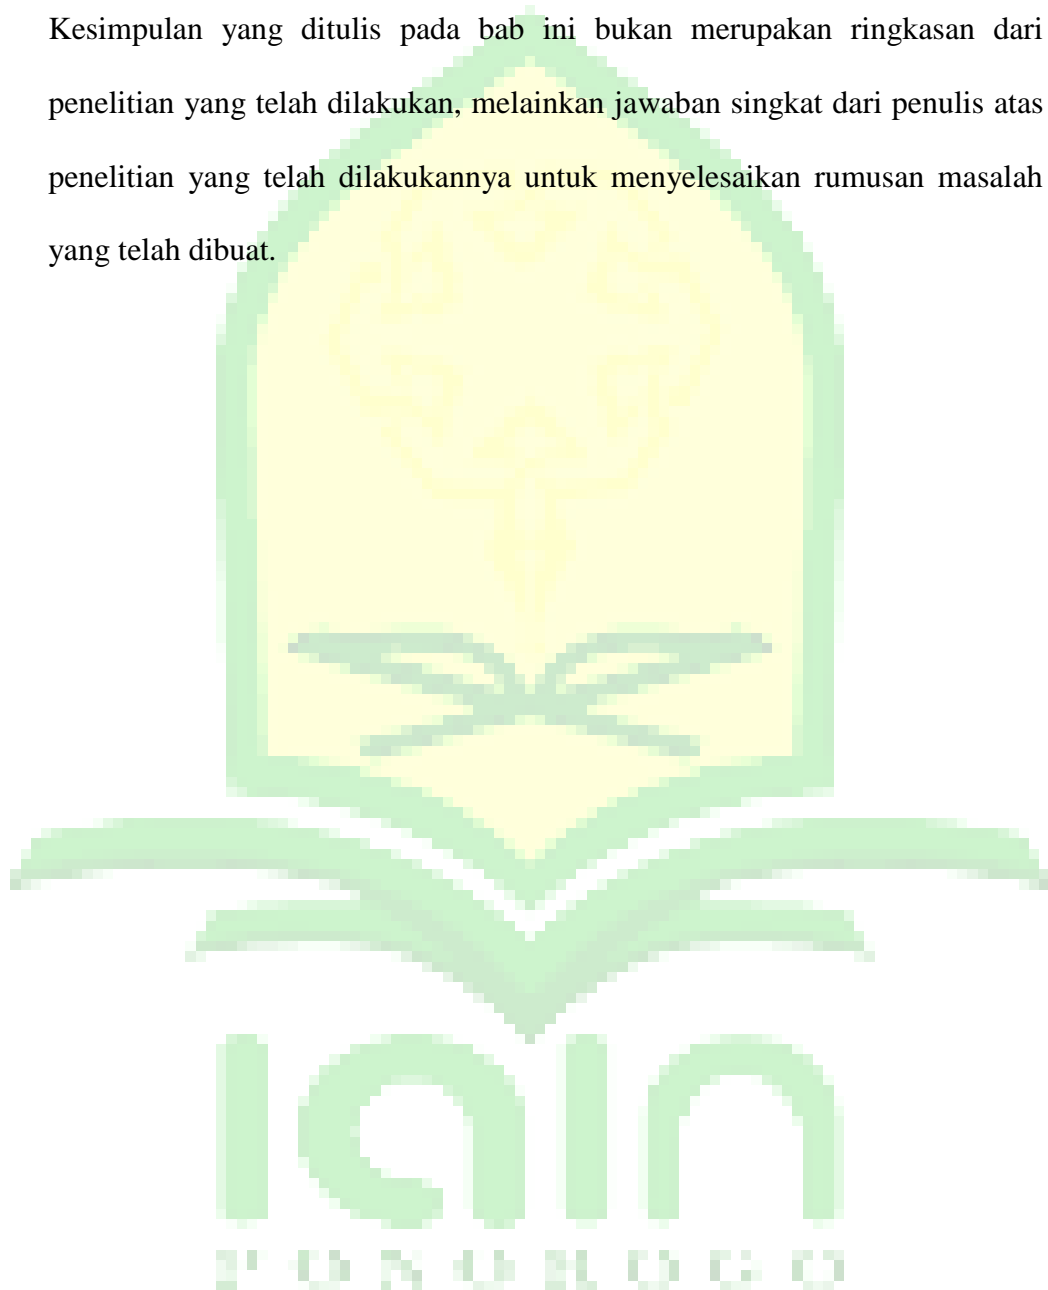 Kesimpulan yang ditulis pada bab ini bukan merupakan ringkasan dari
penelitian yang telah dilakukan, melainkan jawaban singkat dari penulis atas
penelitian yang telah dilakukannya untuk menyelesaikan rumusan masalah
yang telah dibuat.
IAIN
PONOROGO